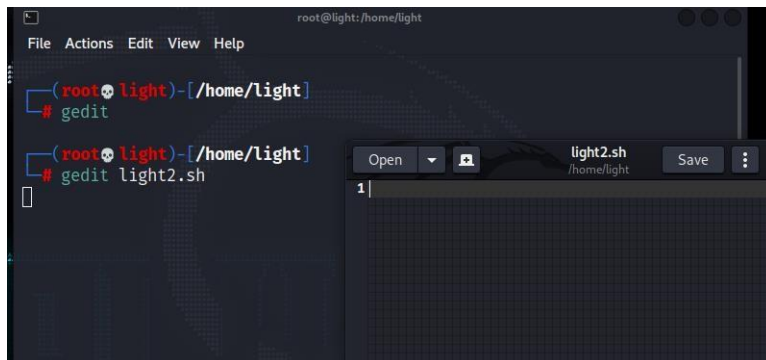 root@light:/home/light
File Actions Edit View Help
┌──(root💀light)-[/home/light]
└─# gedit
┌──(root💀light)-[/home/light]
└─# gedit light2.sh
Open light2.sh Save
/home/light
1